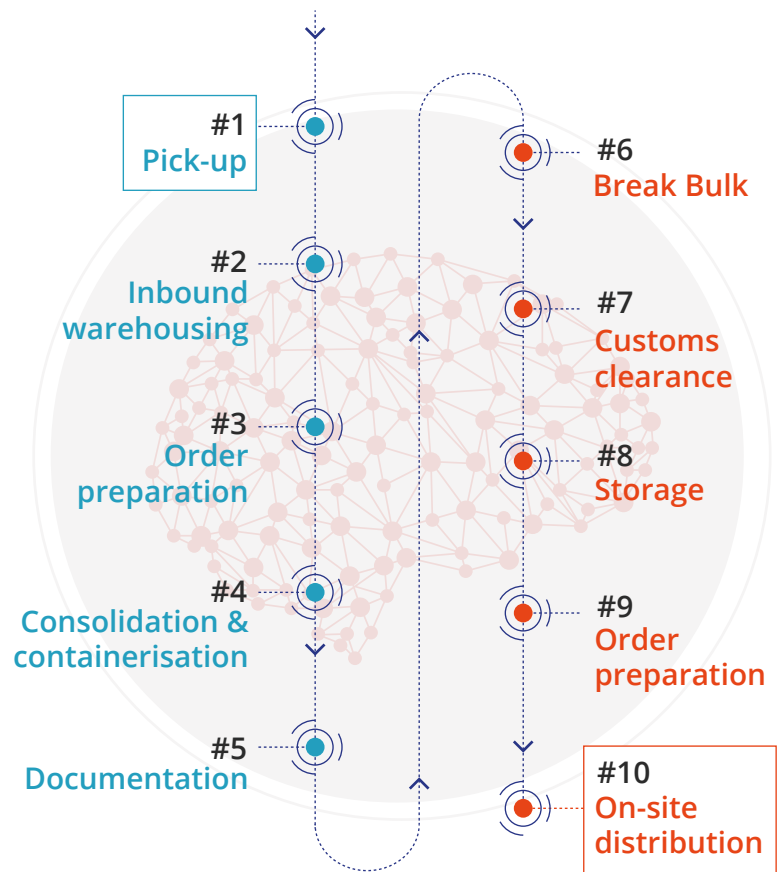 #1
Pick-up
#2
Inbound
warehousing
#3
Order
preparation
#4
Consolidation &
containerisation
#5
Documentation
#6
Break Bulk
#7
Customs
clearance
#8
Storage
#9
Order
preparation
#10
On-site
distribution